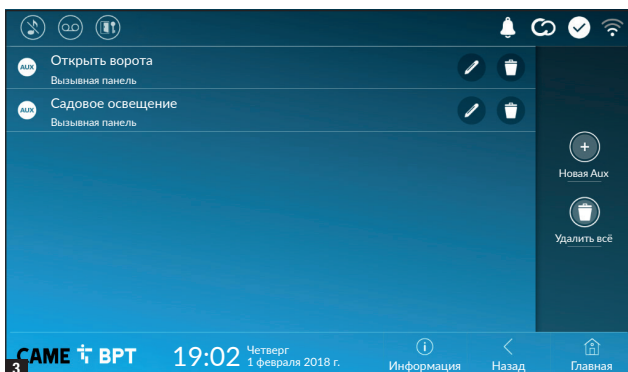 AUX
Открыть ворота
Вызывная панель
AUX
Садовое освещение
Вызывная панель
Новая Aux
Удалить всё
CAME BPT
19:02
Четверг
1 февраля 2018 г.
Информация
Назад
Главная
3